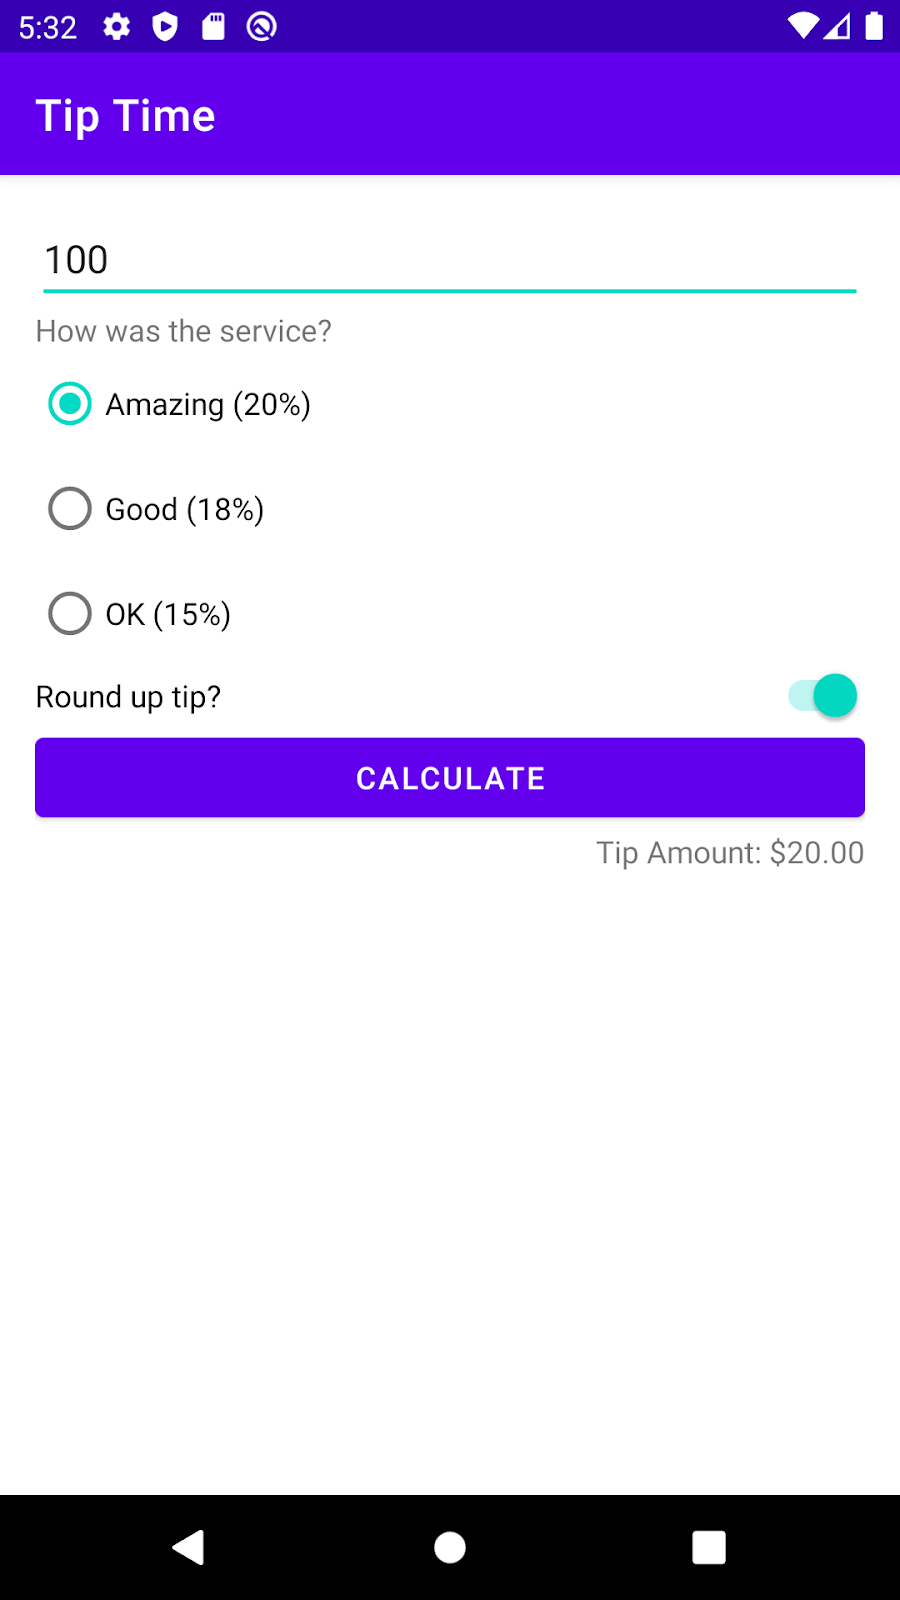 5:32
Tip Time
100
How was the service?
Amazing (20%)
Good (18%)
OK (15%)
Round up tip?
CALCULATE
Tip Amount: $20.00